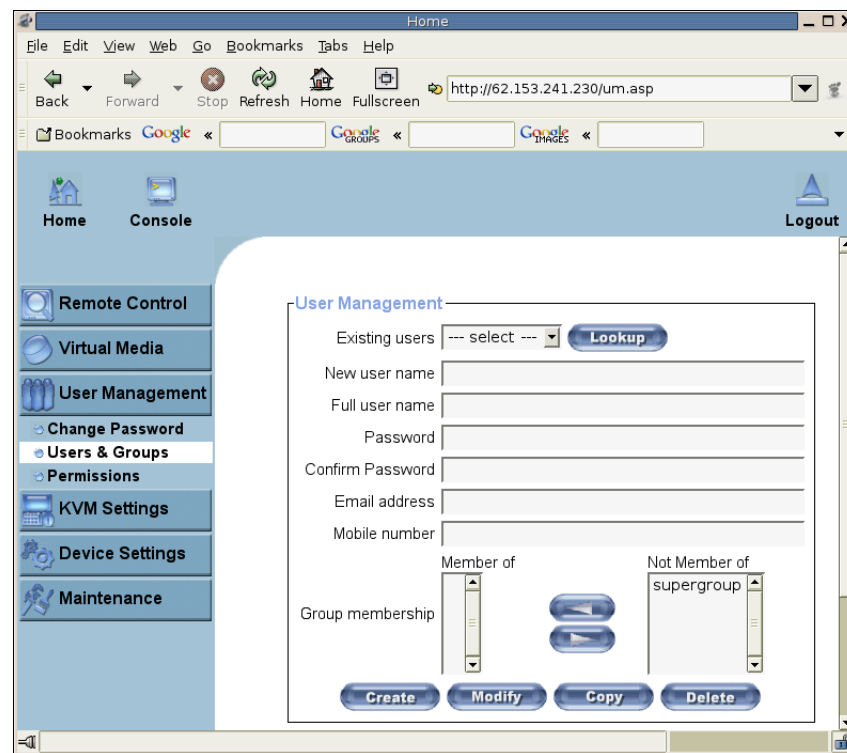 Home
File Edit View Web Go Bookmarks Tabs Help
Back Forward Stop Refresh Home Fullscreen http://62.153.241.230/um.asp
Bookmarks Google « Google GROUPS « Google IMAGES «
Home Console Logout
Remote Control
Virtual Media
User Management
Change Password
Users & Groups
Permissions
KVM Settings
Device Settings
Maintenance
User Management
Existing users --- select --- Lookup
New user name
Full user name
Password
Confirm Password
Email address
Mobile number
Member of Not Member of
supergroup
Group membership
Create Modify Copy Delete